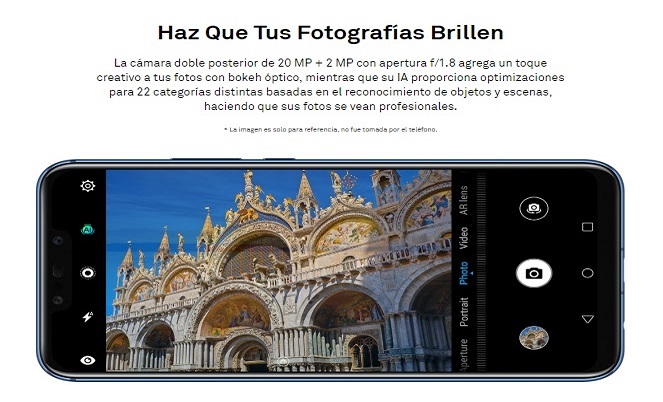 Haz Que Tus Fotografías Brillen
La cámara doble posterior de 20 MP + 2 MP con apertura f/1.8 agrega un toque
creativo a tus fotos con bokeh óptico, mientras que su IA proporciona optimizaciones
para 22 categorías distintas basadas en el reconocimiento de objetos y escenas,
haciendo que sus fotos se vean profesionales.
* La imagen es solo para referencia, no fue tomada por el teléfono.
AI
Aperture
Portrait
Photo
Video
AR lens